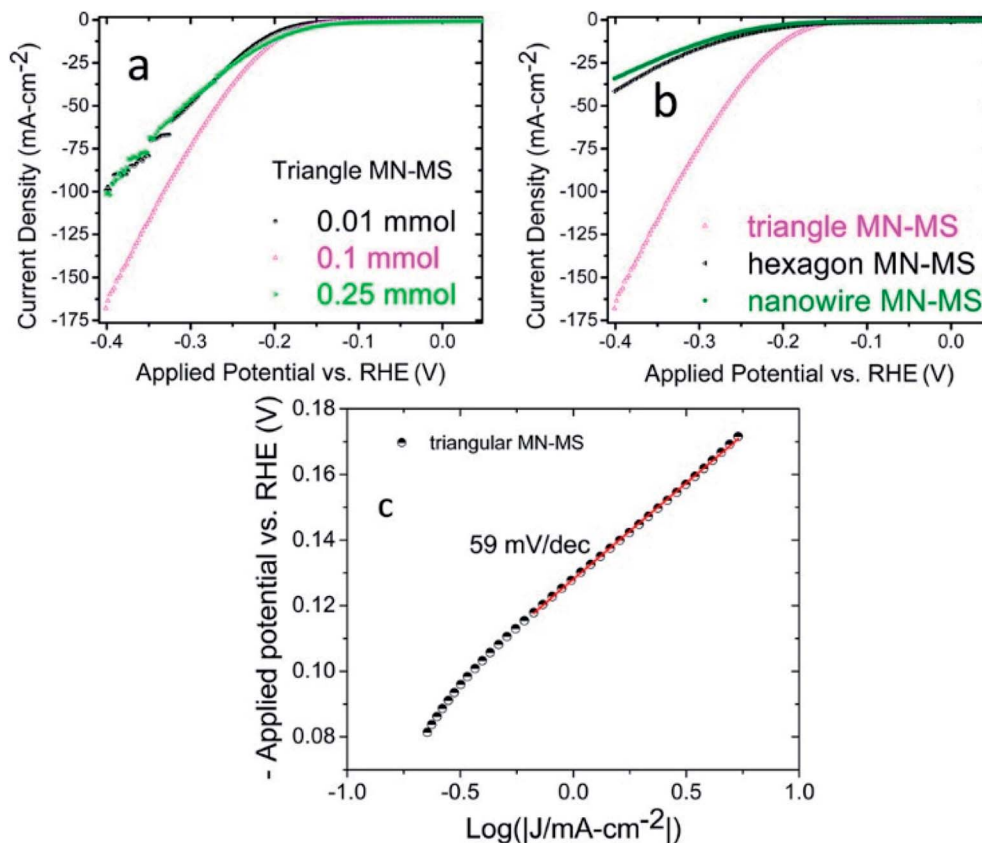 0
-25
-50
-75
-100
-125
-150
-175
Current Density (mA-cm⁻²)
a
Triangle MN-MS
0.01 mmol
0.1 mmol
0.25 mmol
-0.4 -0.3 -0.2 -0.1 0.0
Applied Potential vs. RHE (V)
0
-25
-50
-75
-100
-125
-150
-175
Current Density (mA-cm⁻²)
b
triangle MN-MS
hexagon MN-MS
nanowire MN-MS
-0.4 -0.3 -0.2 -0.1 0.0
Applied Potential vs. RHE (V)
0.18
0.16
0.14
0.12
0.10
0.08
- Applied potential vs. RHE (V)
triangular MN-MS
c
59 mV/dec
-1.0 -0.5 0.0 0.5 1.0
Log(|J/mA-cm⁻²|)